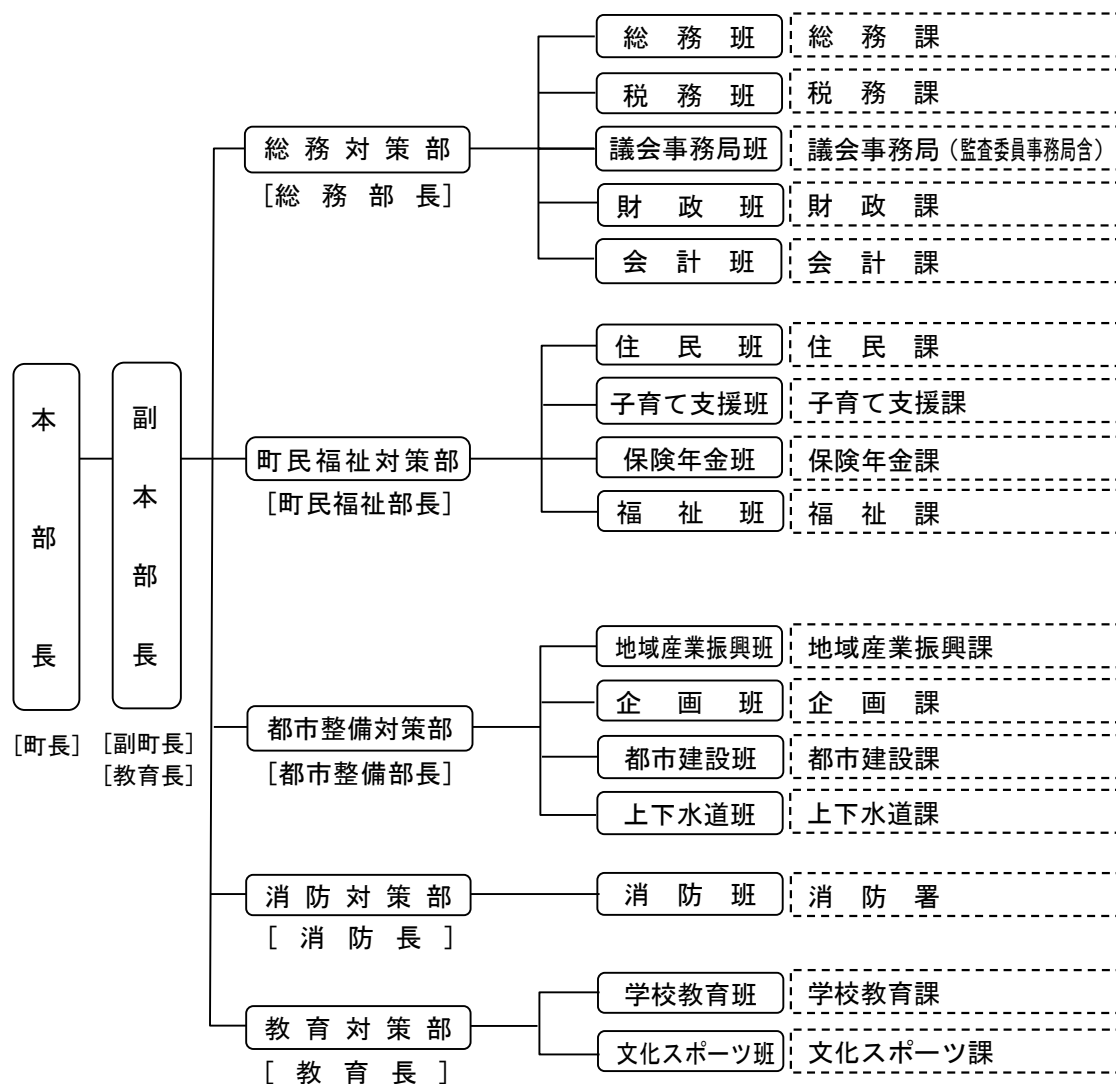 本部長
[町長]
副本部長
[副町長]
[教育長]
総務対策部
[総務部長]
総務班 総務課
税務班 税務課
議会事務局班 議会事務局(監査委員事務局含)
財政班 財政課
会計班 会計課
町民福祉対策部
[町民福祉部長]
住民班 住民課
子育て支援班 子育て支援課
保険年金班 保険年金課
福祉班 福祉課
都市整備対策部
[都市整備部長]
地域産業振興班 地域産業振興課
企画班 企画課
都市建設班 都市建設課
上下水道班 上下水道課
消防対策部
[消防長]
消防班 消防署
教育対策部
[教育長]
学校教育班 学校教育課
文化スポーツ班 文化スポーツ課